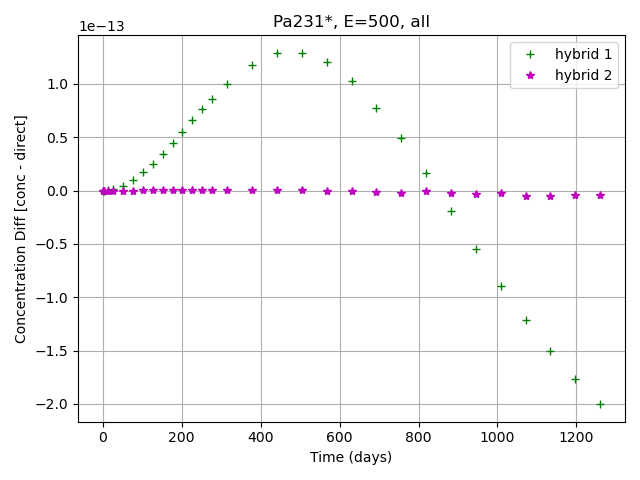 Pa231*, E=500, all
1e−13
hybrid 1
hybrid 2
1.0
0.5
0.0
−0.5
−1.0
−1.5
−2.0
Concentration Diff [conc - direct]
0 200 400 600 800 1000 1200
Time (days)